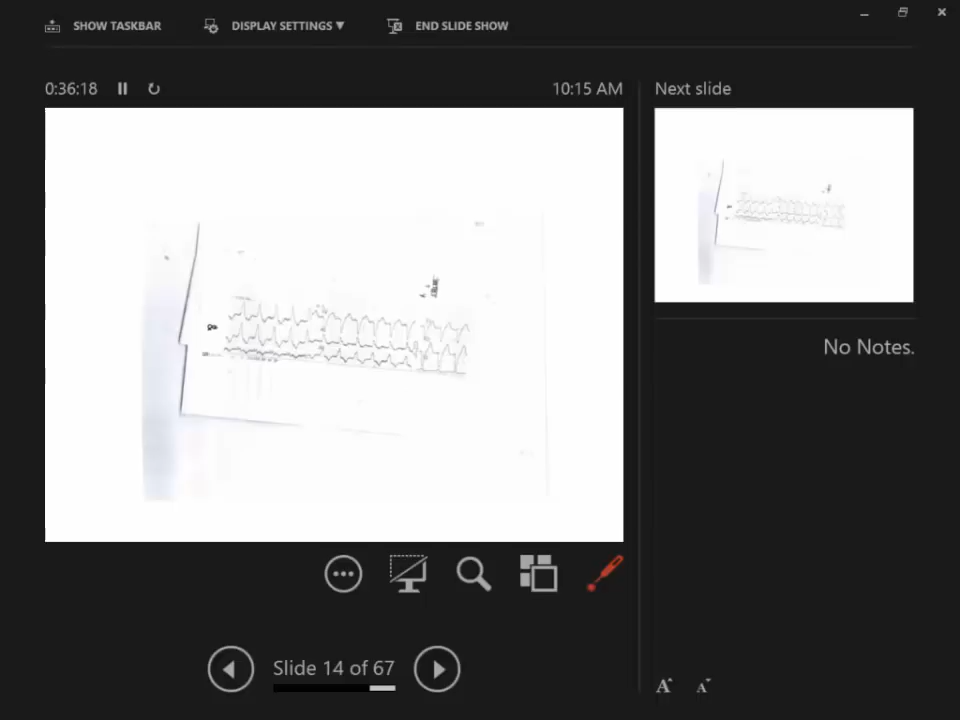 SHOW TASKBAR
DISPLAY SETTINGS ▼
END SLIDE SHOW
0:36:18
10:15 AM
Next slide
No Notes.
Slide 14 of 67
A
A